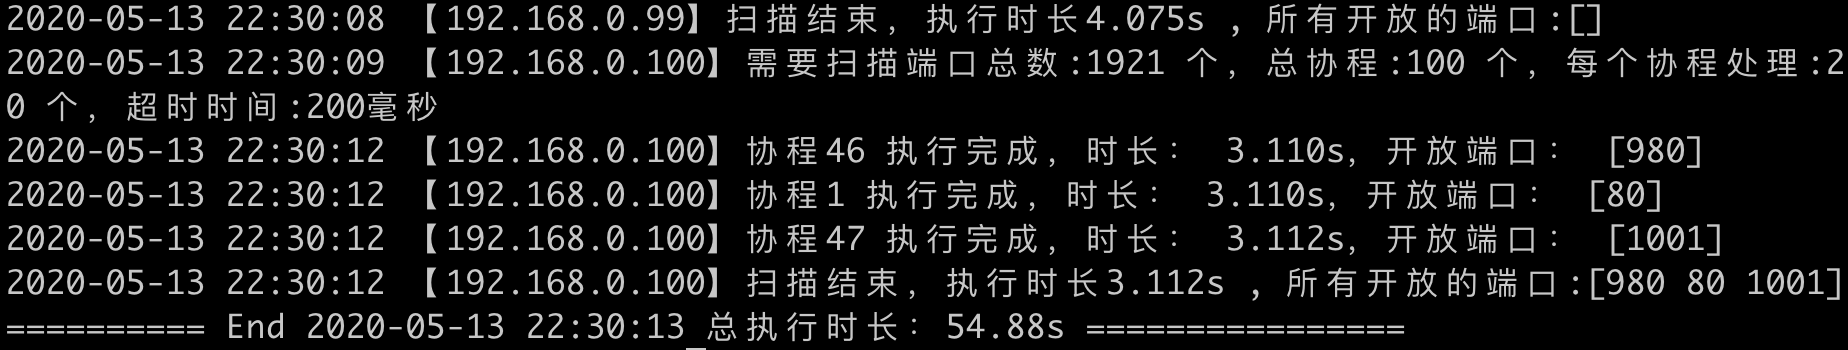 2020-05-13 22:30:08 【192.168.0.99】扫描结束, 执行时长4.075s , 所有开放的端口:[]
2020-05-13 22:30:09 【192.168.0.100】需要扫描端口总数:1921 个, 总协程:100 个, 每个协程处理:2
0 个, 超时时间:200毫秒
2020-05-13 22:30:12 【192.168.0.100】协程46 执行完成, 时长： 3.110s, 开放端口： [980]
2020-05-13 22:30:12 【192.168.0.100】协程1 执行完成, 时长： 3.110s, 开放端口： [80]
2020-05-13 22:30:12 【192.168.0.100】协程47 执行完成, 时长： 3.112s, 开放端口： [1001]
2020-05-13 22:30:12 【192.168.0.100】扫描结束, 执行时长3.112s , 所有开放的端口:[980 80 1001]
========== End 2020-05-13 22:30:13 总执行时长： 54.88s ================